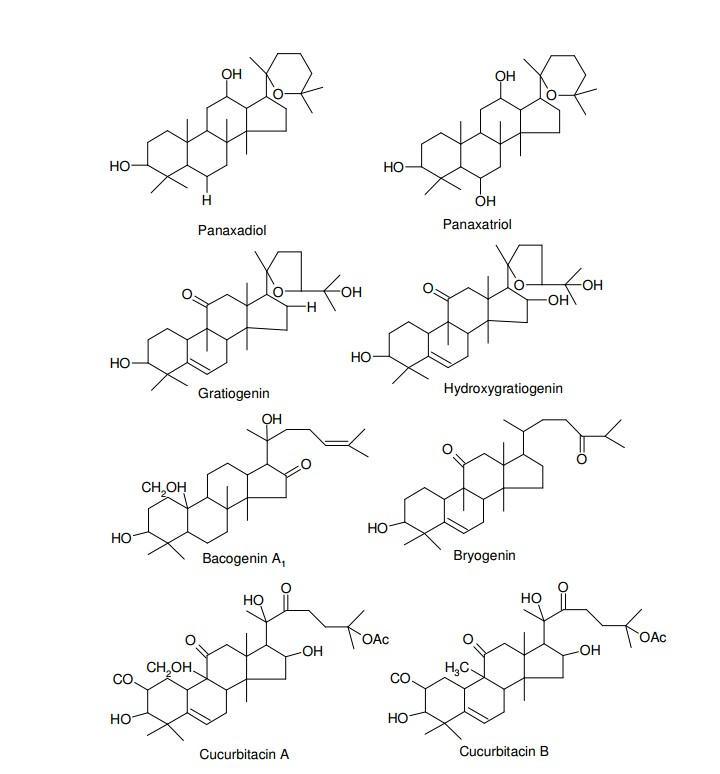 OH
O
HO
H
Panaxadiol
OH
O
HO
OH
Panaxatriol
O
O
OH
H
HO
Gratiogenin
O
O
OH
OH
HO
Hydroxygratiogenin
OH
O
CH2OH
HO
Bacogenin A1
O
O
HO
Bryogenin
O
HO
OAc
O
OH
CH2OH
CO
HO
Cucurbitacin A
O
HO
OAc
O
OH
H3C
CO
HO
Cucurbitacin B